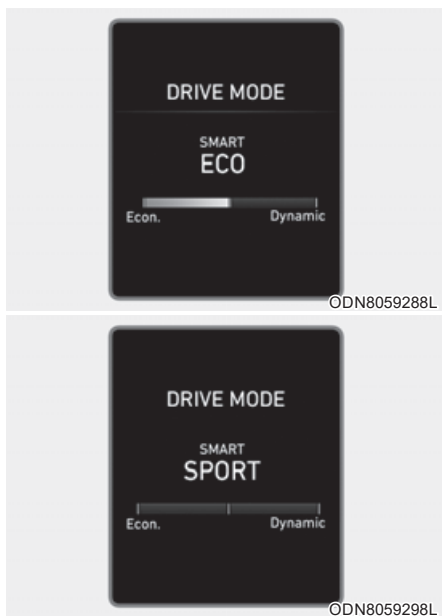 DRIVE MODE
SMART
ECO
Econ. Dynamic
ODN8059288L
DRIVE MODE
SMART
SPORT
Econ. Dynamic
ODN8059298L